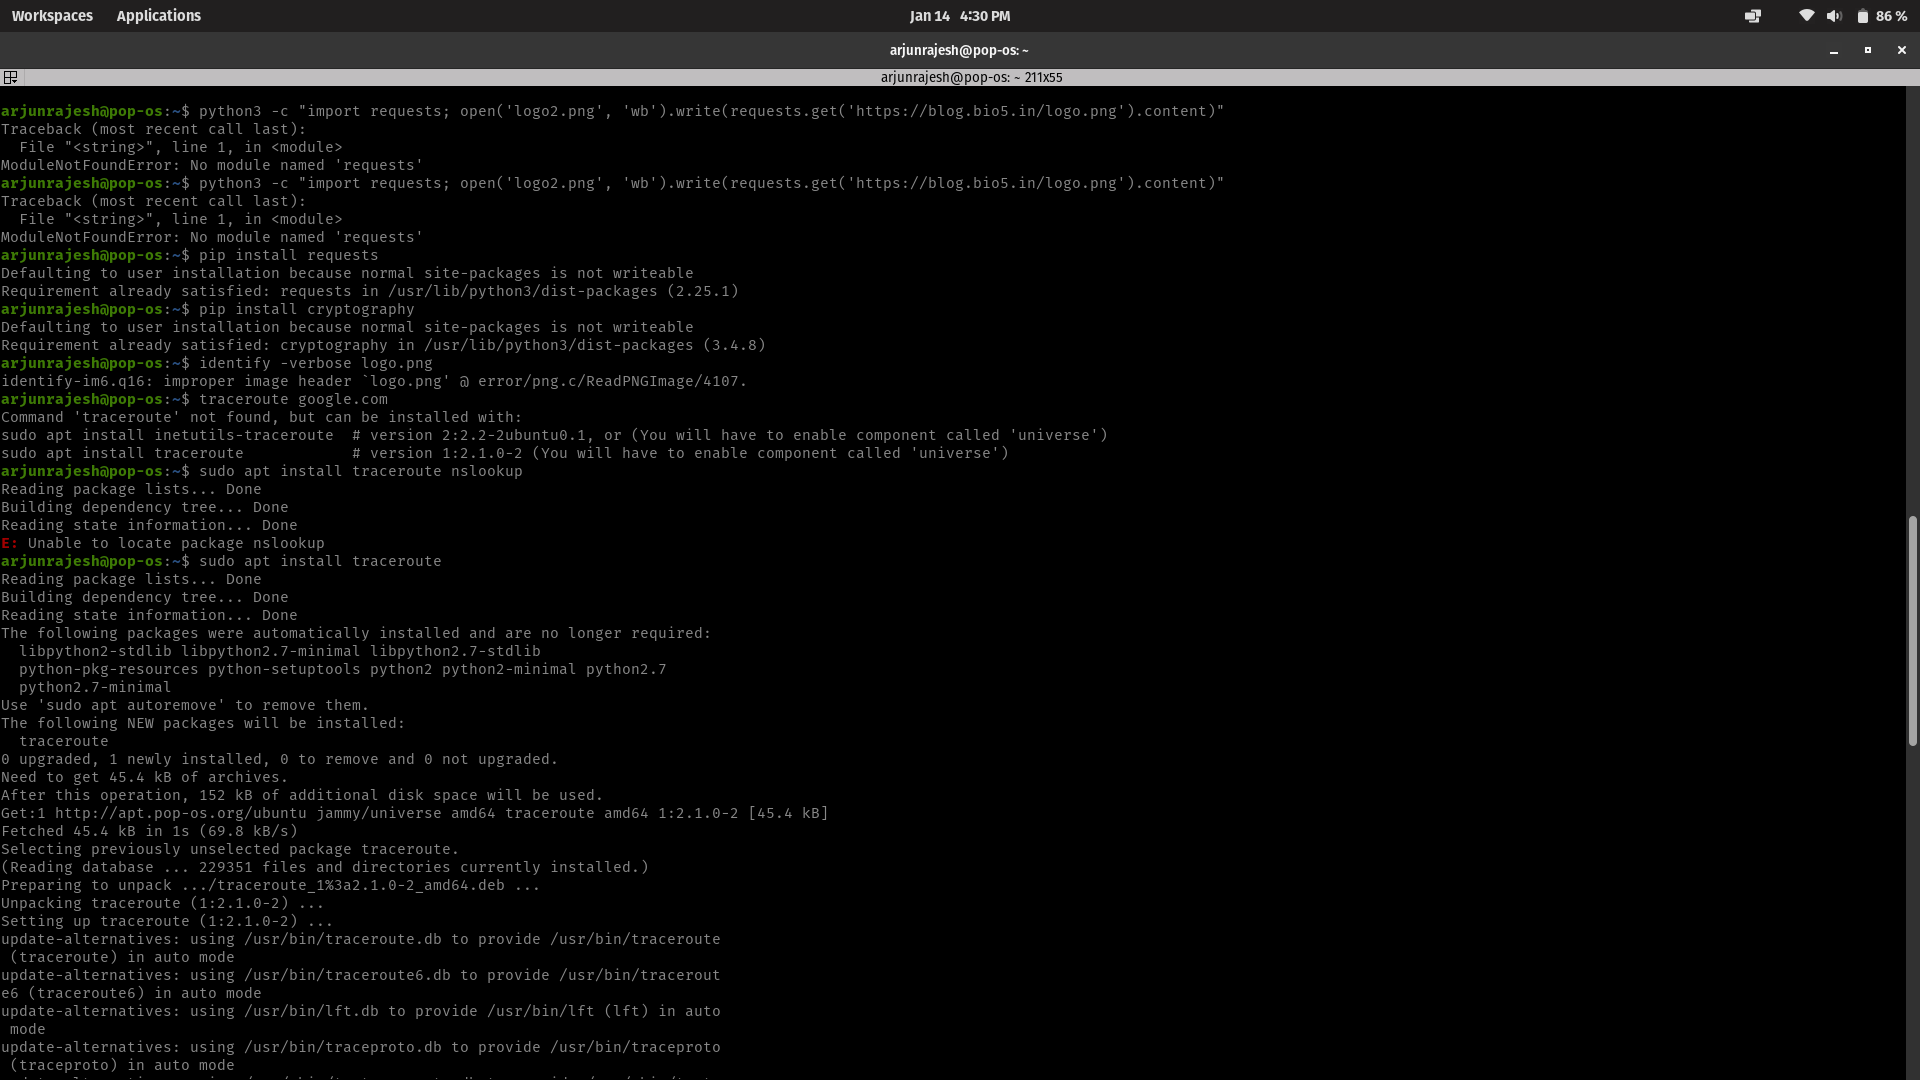 Workspaces Applications Jan 14 4:30 PM 86 %
arjunrajesh@pop-os: ~
arjunrajesh@pop-os: ~ 211x55
arjunrajesh@pop-os:~$ python3 -c "import requests; open('logo2.png', 'wb').write(requests.get('https://blog.bio5.in/logo.png').content)"
Traceback (most recent call last):
  File "<string>", line 1, in <module>
ModuleNotFoundError: No module named 'requests'
arjunrajesh@pop-os:~$ python3 -c "import requests; open('logo2.png', 'wb').write(requests.get('https://blog.bio5.in/logo.png').content)"
Traceback (most recent call last):
  File "<string>", line 1, in <module>
ModuleNotFoundError: No module named 'requests'
arjunrajesh@pop-os:~$ pip install requests
Defaulting to user installation because normal site-packages is not writeable
Requirement already satisfied: requests in /usr/lib/python3/dist-packages (2.25.1)
arjunrajesh@pop-os:~$ pip install cryptography
Defaulting to user installation because normal site-packages is not writeable
Requirement already satisfied: cryptography in /usr/lib/python3/dist-packages (3.4.8)
arjunrajesh@pop-os:~$ identify -verbose logo.png
identify-im6.q16: improper image header `logo.png' @ error/png.c/ReadPNGImage/4107.
arjunrajesh@pop-os:~$ traceroute google.com
Command 'traceroute' not found, but can be installed with:
sudo apt install inetutils-traceroute  # version 2:2.2-2ubuntu0.1, or (You will have to enable component called 'universe')
sudo apt install traceroute            # version 1:2.1.0-2 (You will have to enable component called 'universe')
arjunrajesh@pop-os:~$ sudo apt install traceroute nslookup
Reading package lists... Done
Building dependency tree... Done
Reading state information... Done
E: Unable to locate package nslookup
arjunrajesh@pop-os:~$ sudo apt install traceroute
Reading package lists... Done
Building dependency tree... Done
Reading state information... Done
The following packages were automatically installed and are no longer required:
  libpython2-stdlib libpython2.7-minimal libpython2.7-stdlib
  python-pkg-resources python-setuptools python2 python2-minimal python2.7
  python2.7-minimal
Use 'sudo apt autoremove' to remove them.
The following NEW packages will be installed:
  traceroute
0 upgraded, 1 newly installed, 0 to remove and 0 not upgraded.
Need to get 45.4 kB of archives.
After this operation, 152 kB of additional disk space will be used.
Get:1 http://apt.pop-os.org/ubuntu jammy/universe amd64 traceroute amd64 1:2.1.0-2 [45.4 kB]
Fetched 45.4 kB in 1s (69.8 kB/s)
Selecting previously unselected package traceroute.
(Reading database ... 229351 files and directories currently installed.)
Preparing to unpack .../traceroute_1%3a2.1.0-2_amd64.deb ...
Unpacking traceroute (1:2.1.0-2) ...
Setting up traceroute (1:2.1.0-2) ...
update-alternatives: using /usr/bin/traceroute.db to provide /usr/bin/traceroute
 (traceroute) in auto mode
update-alternatives: using /usr/bin/traceroute6.db to provide /usr/bin/tracerout
e6 (traceroute6) in auto mode
update-alternatives: using /usr/bin/lft.db to provide /usr/bin/lft (lft) in auto
 mode
update-alternatives: using /usr/bin/traceproto.db to provide /usr/bin/traceproto
 (traceproto) in auto mode